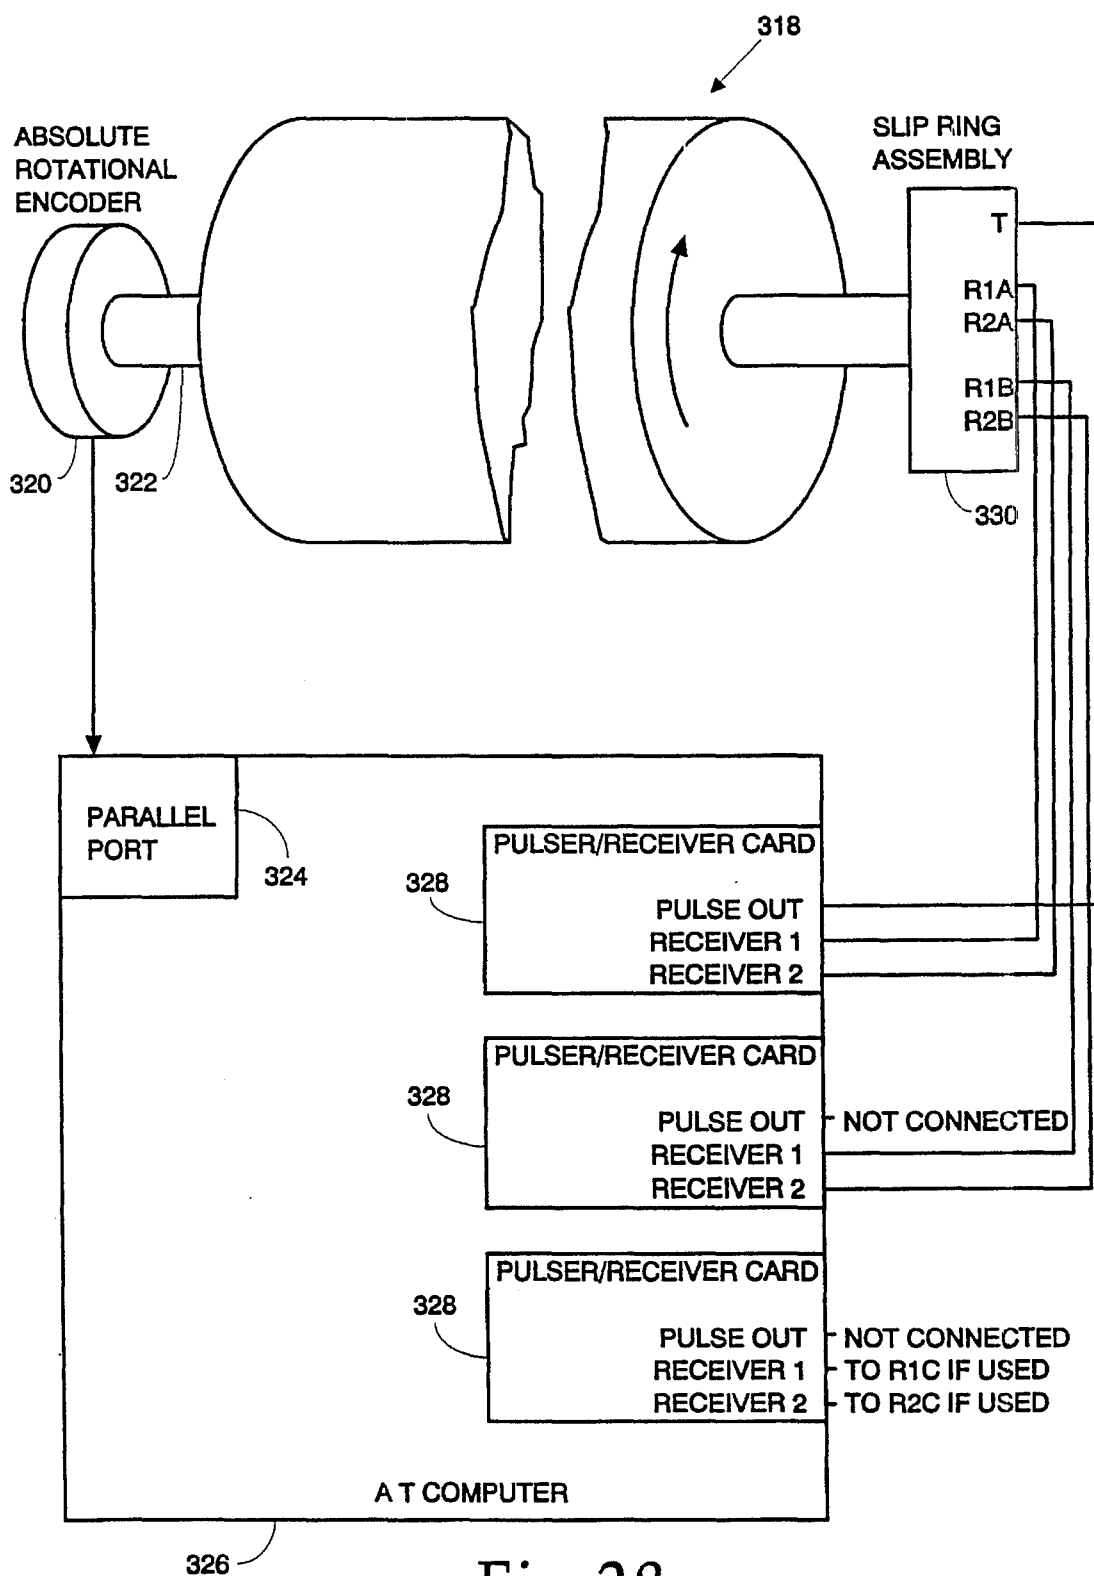 318
ABSOLUTE
ROTATIONAL
ENCODER
SLIP RING
ASSEMBLY
T
R1A
R2A
R1B
R2B
320
322
330
PARALLEL
PORT
324
PULSER/RECEIVER CARD
328
PULSE OUT
RECEIVER 1
RECEIVER 2
PULSER/RECEIVER CARD
328
PULSE OUT NOT CONNECTED
RECEIVER 1
RECEIVER 2
PULSER/RECEIVER CARD
328
PULSE OUT NOT CONNECTED
RECEIVER 1 TO R1C IF USED
RECEIVER 2 TO R2C IF USED
A T COMPUTER
326
Fig. 28